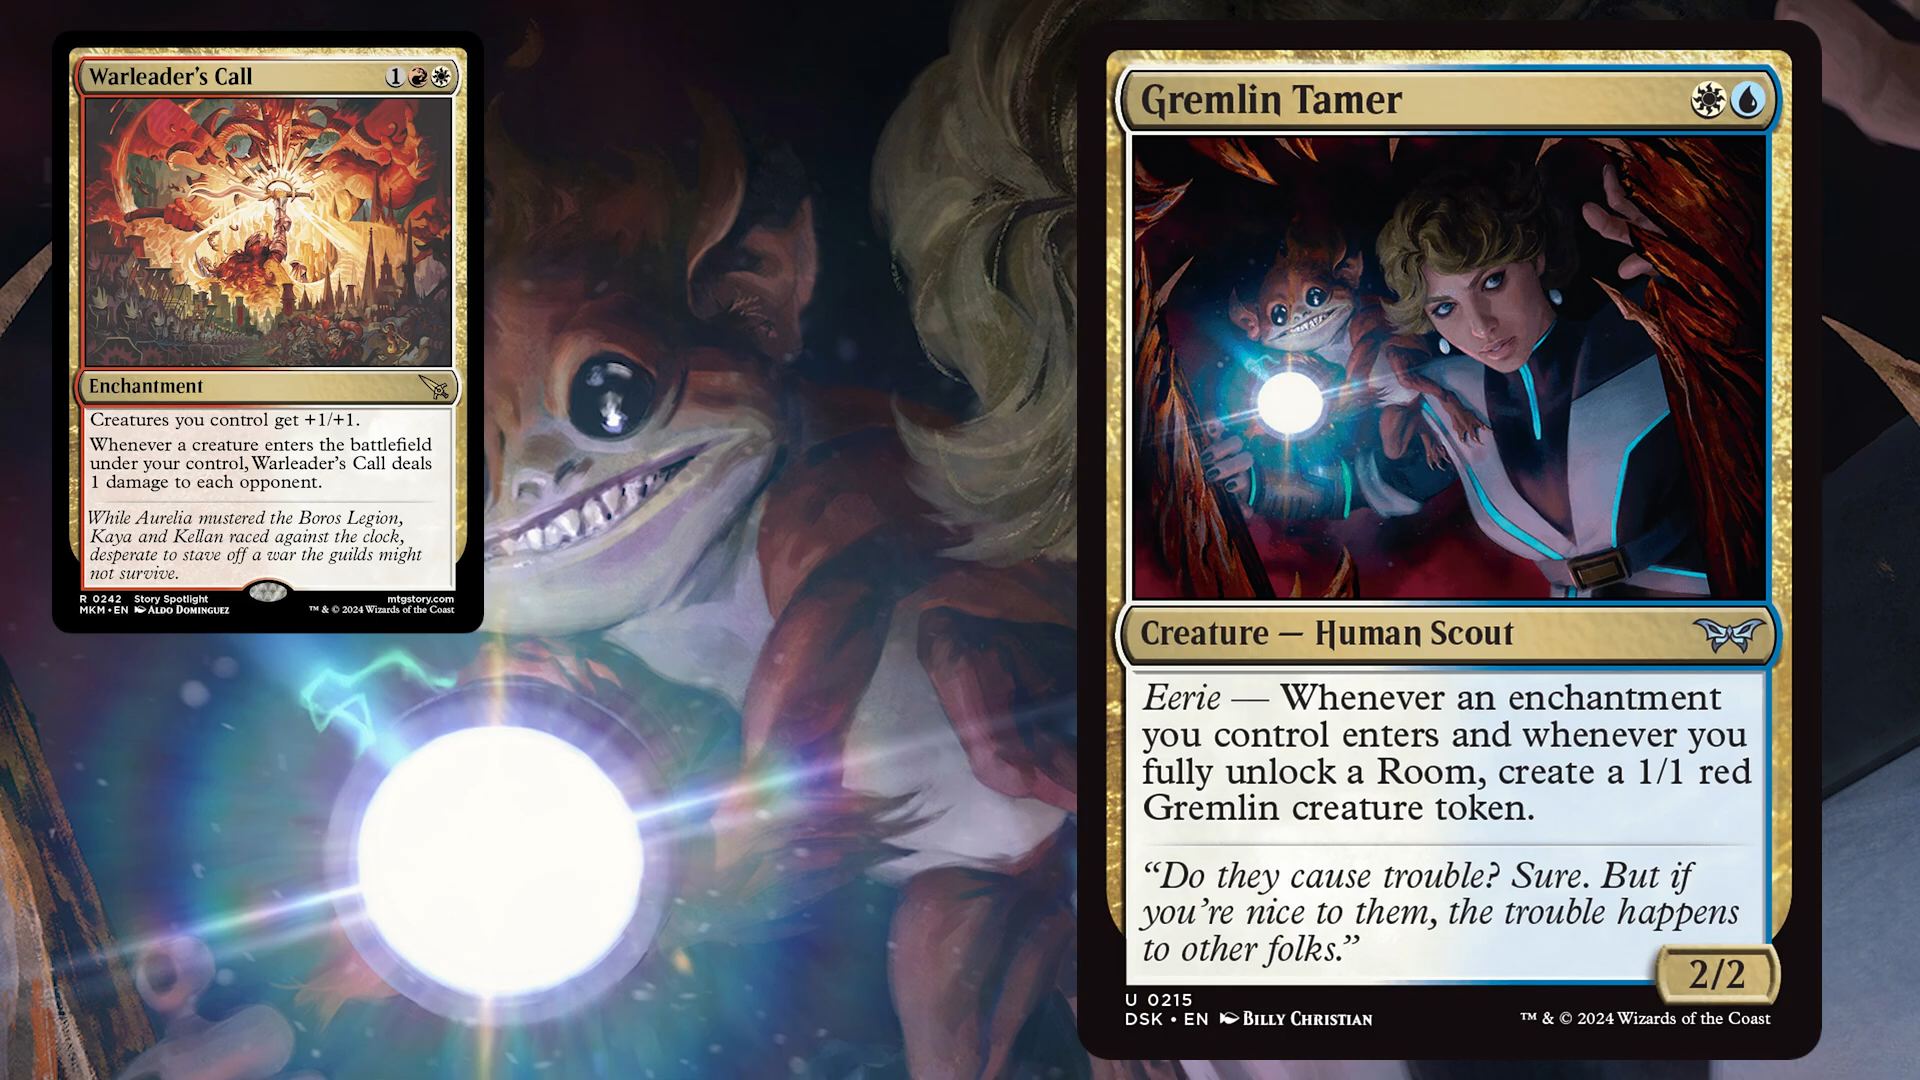 Warleader's Call
1
Enchantment
Creatures you control get +1/+1.
Whenever a creature enters the battlefield
under your control, Warleader's Call deals
1 damage to each opponent.
While Aurelia mustered the Boros Legion,
Kaya and Kellan raced against the clock,
desperate to stave off a war the guilds might
not survive.
R 0242 Story Spotlight mtgstory.com
MKM • EN Aldo Dominguez ™ & © 2024 Wizards of the Coast
Gremlin Tamer
Creature — Human Scout
Eerie — Whenever an enchantment
you control enters and whenever you
fully unlock a Room, create a 1/1 red
Gremlin creature token.
“Do they cause trouble? Sure. But if
you’re nice to them, the trouble happens
to other folks.”
2/2
U 0215
DSK • EN Billy Christian ™ & © 2024 Wizards of the Coast